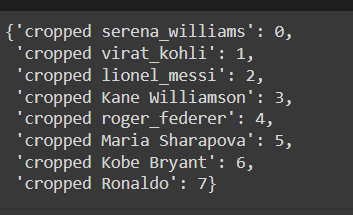 {'cropped serena_williams': 0,
'cropped virat_kohli': 1,
'cropped lionel_messi': 2,
'cropped Kane Williamson': 3,
'cropped roger_federer': 4,
'cropped Maria Sharapova': 5,
'cropped Kobe Bryant': 6,
'cropped Ronaldo': 7}